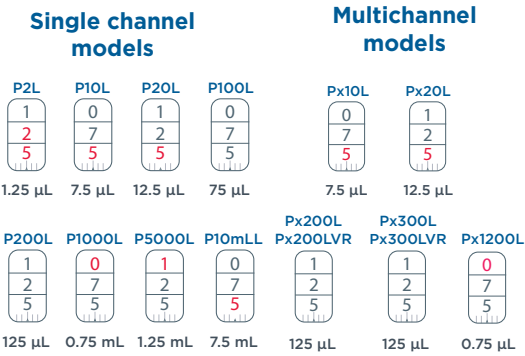 Single channel
models
Multichannel
models
P2L P10L P20L P100L
1 0 1 0
2 7 2 7
5 5 5 5
1.25 µL 7.5 µL 12.5 µL 75 µL
Px10L Px20L
0 1
7 2
5 5
7.5 µL 12.5 µL
P200L P1000L P5000L P10mLL
1 0 1 0
2 7 2 7
5 5 5 5
125 µL 0.75 mL 1.25 mL 7.5 mL
Px200L Px300L
Px200LVR Px300LVR Px1200L
1 1 0
2 2 7
5 5 5
125 µL 125 µL 0.75 µL